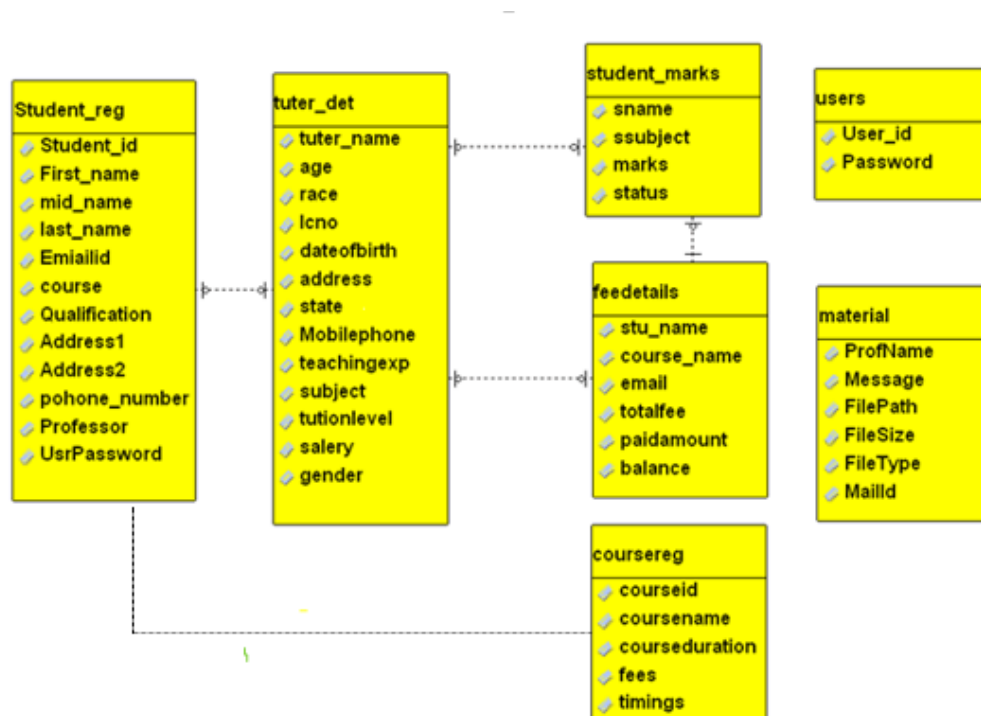 Student_reg
Student_id
First_name
mid_name
last_name
Emiailid
course
Qualification
Address1
Address2
pohone_number
Professor
UsrPassword
tuter_det
tuter_name
age
race
Icno
dateofbirth
address
state
Mobilephone
teachingexp
subject
tutionlevel
salery
gender
student_marks
sname
ssubject
marks
status
feedetails
stu_name
course_name
email
totalfee
paidamount
balance
coursereg
courseid
coursename
courseduration
fees
timings
users
User_id
Password
material
ProfName
Message
FilePath
FileSize
FileType
MailId